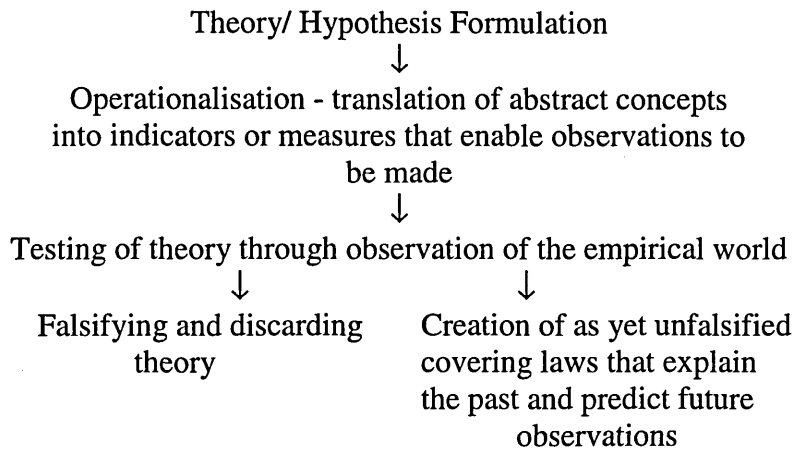 Theory/ Hypothesis Formulation
↓
Operationalisation - translation of abstract concepts
into indicators or measures that enable observations to
be made
↓
Testing of theory through observation of the empirical world
↓ ↓
Falsifying and discarding
theory
Creation of as yet unfalsified
covering laws that explain
the past and predict future
observations